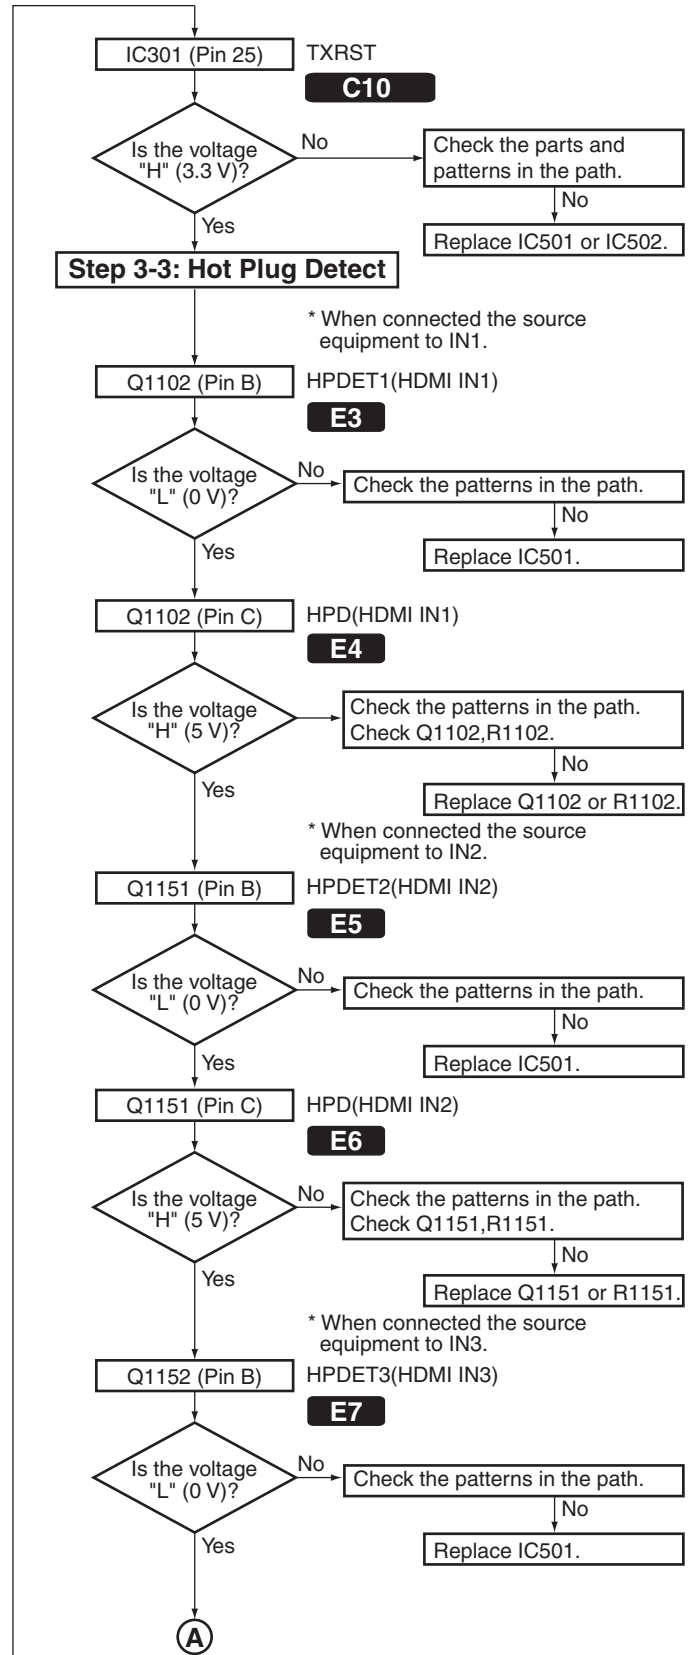 IC301 (Pin 25)
TXRST
C10
Is the voltage
"H" (3.3 V)?
No
Check the parts and
patterns in the path.
No
Replace IC501 or IC502.
Yes
Step 3-3: Hot Plug Detect
* When connected the source
equipment to IN1.
Q1102 (Pin B)
HPDET1(HDMI IN1)
E3
Is the voltage
"L" (0 V)?
No
Check the patterns in the path.
No
Replace IC501.
Yes
Q1102 (Pin C)
HPD(HDMI IN1)
E4
Is the voltage
"H" (5 V)?
Check the patterns in the path.
Check Q1102,R1102.
No
Replace Q1102 or R1102.
Yes
* When connected the source
equipment to IN2.
Q1151 (Pin B)
HPDET2(HDMI IN2)
E5
Is the voltage
"L" (0 V)?
No
Check the patterns in the path.
No
Replace IC501.
Yes
Q1151 (Pin C)
HPD(HDMI IN2)
E6
Is the voltage
"H" (5 V)?
No
Check the patterns in the path.
Check Q1151,R1151.
No
Replace Q1151 or R1151.
Yes
* When connected the source
equipment to IN3.
Q1152 (Pin B)
HPDET3(HDMI IN3)
E7
Is the voltage
"L" (0 V)?
No
Check the patterns in the path.
No
Replace IC501.
Yes
A